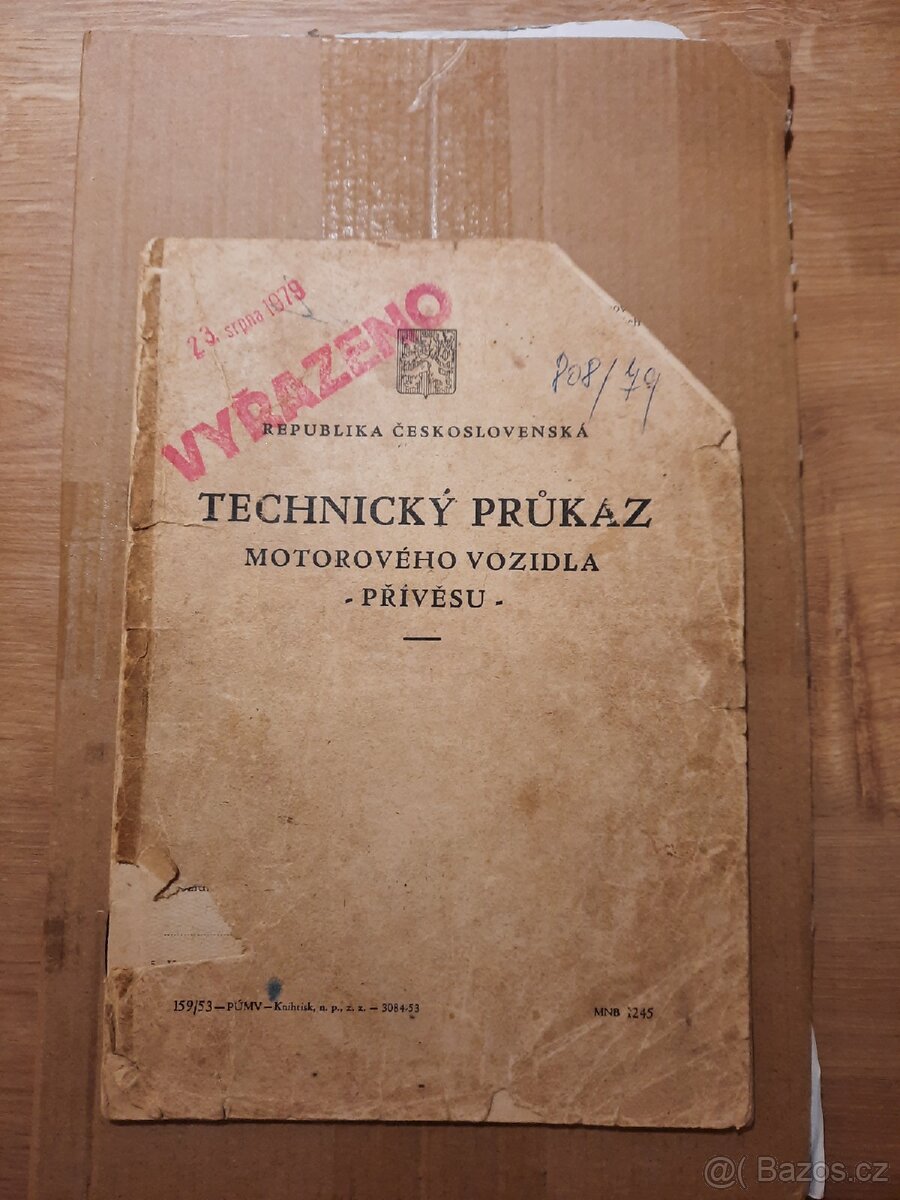 23. srpna 1979
VYŘAZENO
808/79
REPUBLIKA ČESKOSLOVENSKÁ
TECHNICKÝ PRŮKAZ
MOTOROVÉHO VOZIDLA
- PŘÍVĚSU -
159/53 — PÚMV — Knihtisk, n. p., z. z. — 3084-53
MNB 1245
@( Bazos.cz